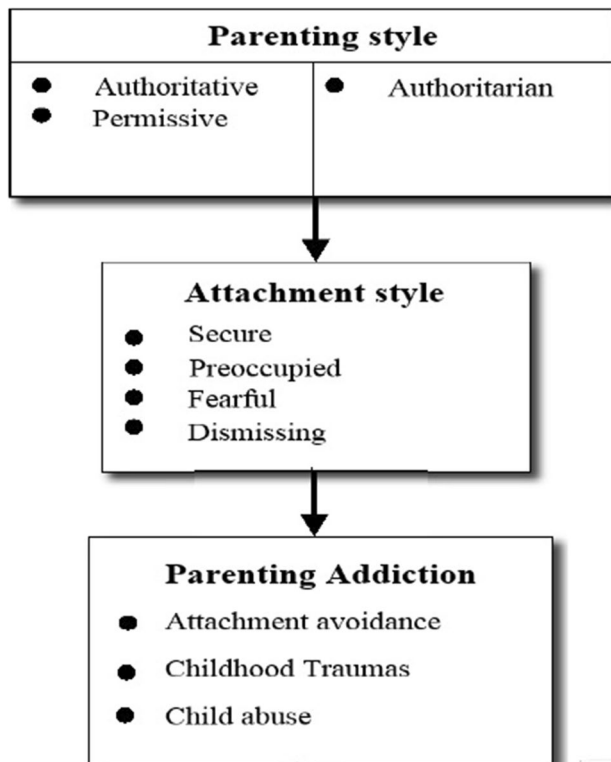 Parenting style
Authoritative
Permissive
Authoritarian
Attachment style
Secure
Preoccupied
Fearful
Dismissing
Parenting Addiction
Attachment avoidance
Childhood Traumas
Child abuse